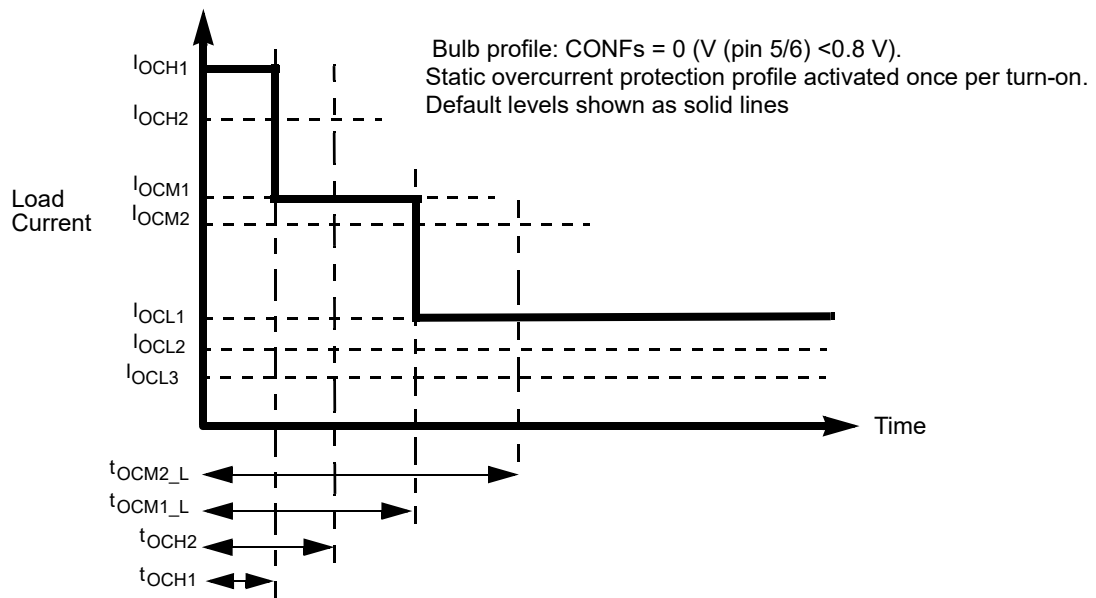 Bulb profile: CONFs = 0 (V (pin 5/6) <0.8 V).
Static overcurrent protection profile activated once per turn-on.
Default levels shown as solid lines
IOCH1
IOCH2
IOCM1
Load
Current
IOCM2
IOCL1
IOCL2
IOCL3
Time
tOCM2_L
tOCM1_L
tOCH2
tOCH1